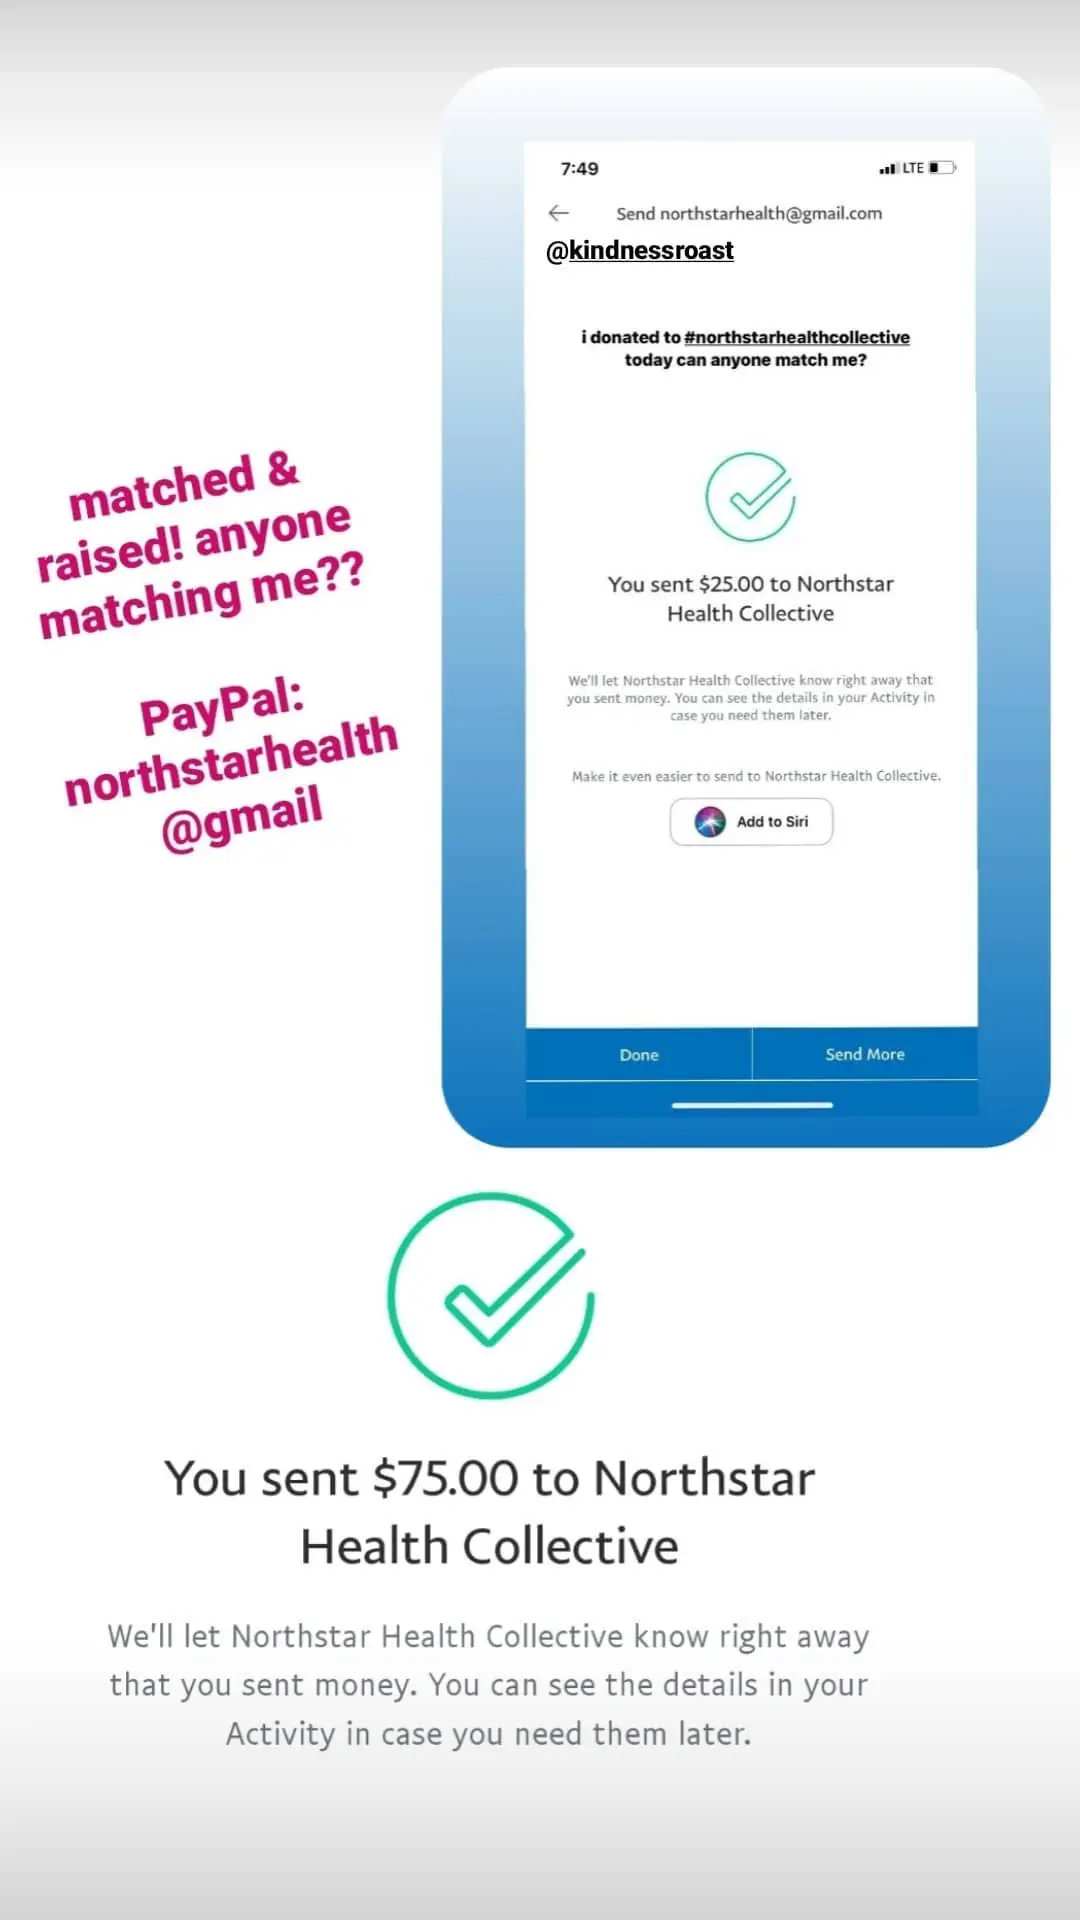 7:49
LTE
Send northstarhealth@gmail.com
@kindnessroast
i donated to #northstarhealthcollective
today can anyone match me?
You sent $25.00 to Northstar
Health Collective
We'll let Northstar Health Collective know right away that
you sent money. You can see the details in your Activity in
case you need them later.
Make it even easier to send to Northstar Health Collective.
Add to Siri
Done
Send More
matched &
raised! anyone
matching me??
PayPal:
northstarhealth
@gmail
You sent $75.00 to Northstar
Health Collective
We'll let Northstar Health Collective know right away
that you sent money. You can see the details in your
Activity in case you need them later.